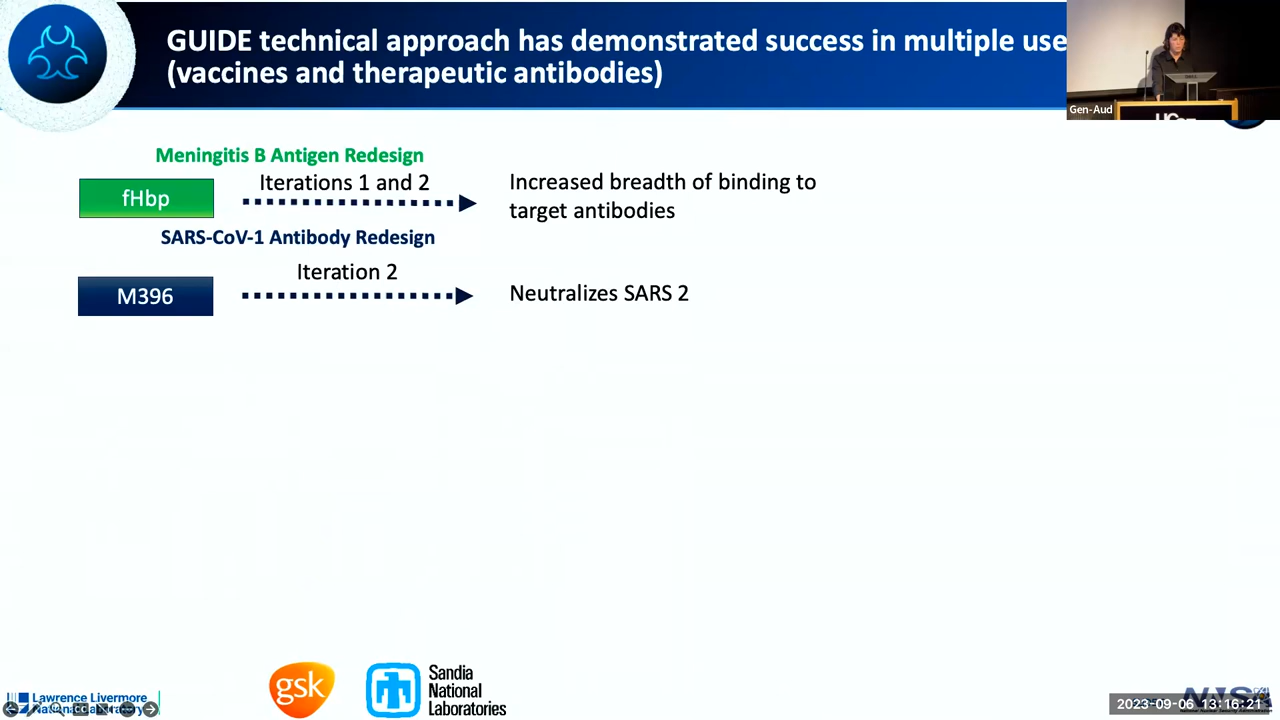 GUIDE technical approach has demonstrated success in multiple use
(vaccines and therapeutic antibodies)
Gen-Aud
Meningitis B Antigen Redesign
fHbp
Iterations 1 and 2
Increased breadth of binding to
target antibodies
SARS-CoV-1 Antibody Redesign
M396
Iteration 2
Neutralizes SARS 2
gsk
Sandia
National
Laboratories
Lawrence Livermore
National Laboratory
2023-09-06 13:16:21